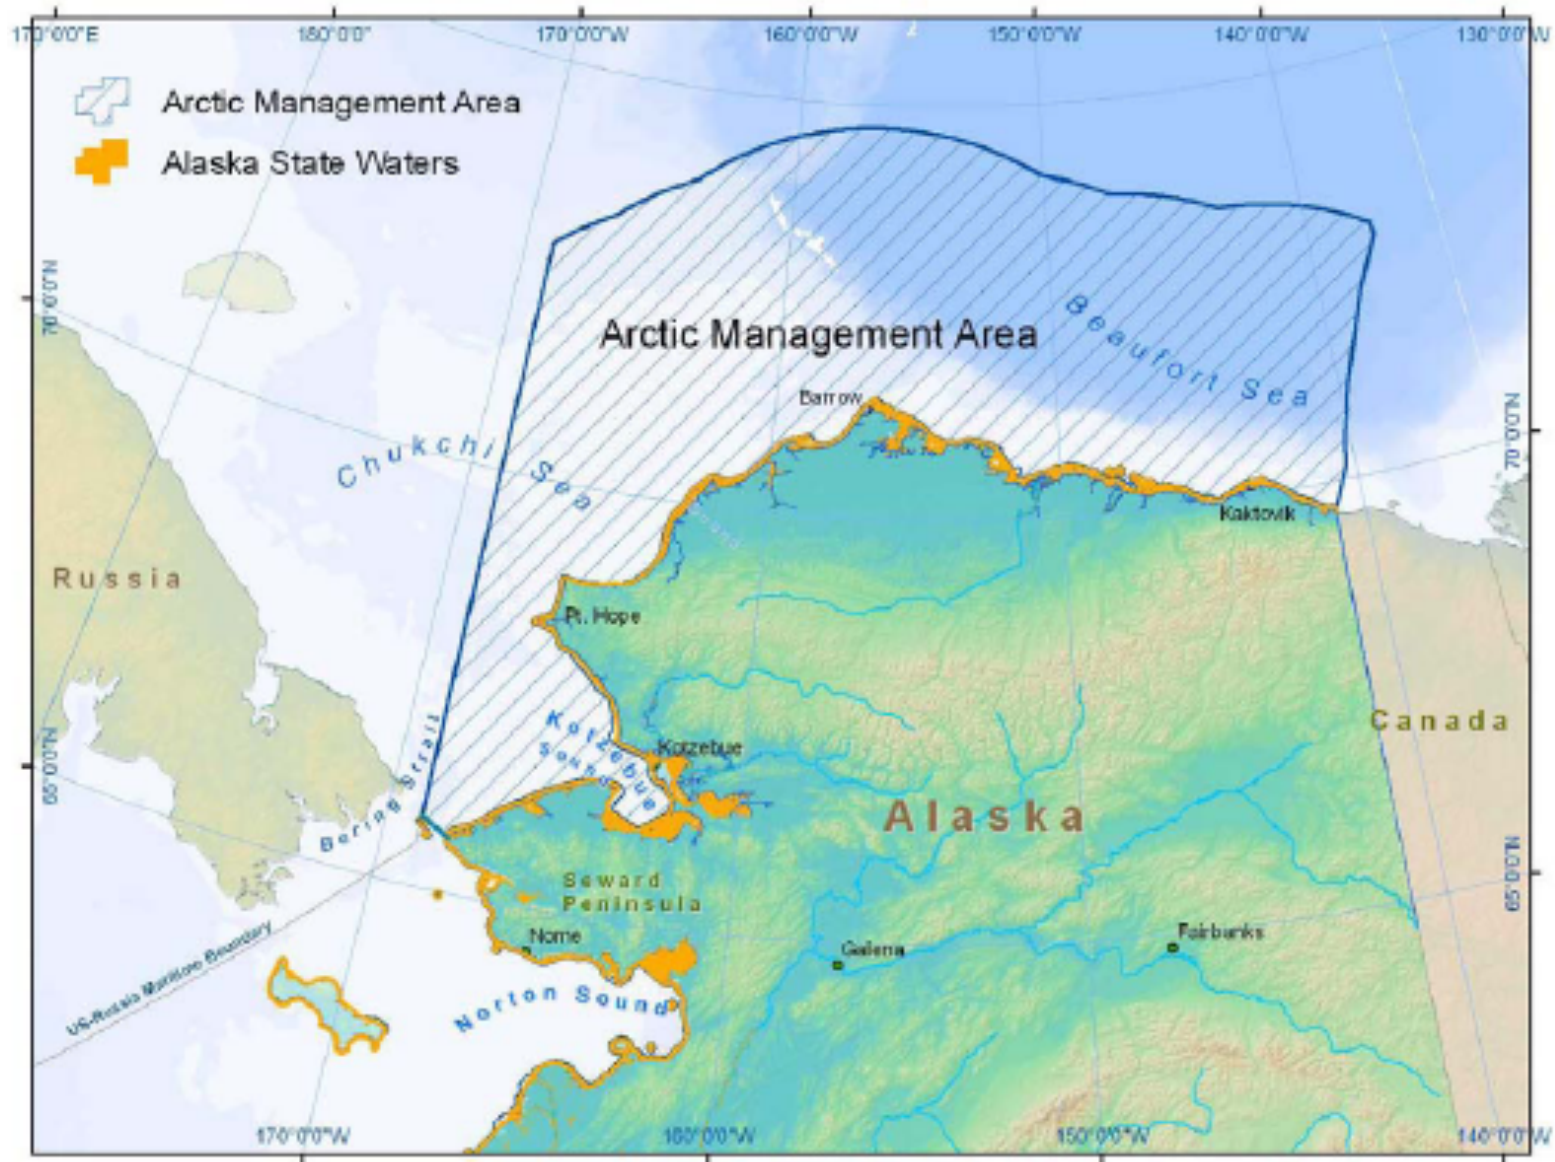 170°0'0"E 180°0'0" 170°0'0"W 160°0'0"W 150°0'0"W 140°0'0"W 130°0'0"W
Arctic Management Area
Alaska State Waters
70°0'0"N
Arctic Management Area
Beaufort Sea
Barrow
70°0'0"N
Chukchi Sea
Kaktovik
Russia
Pt. Hope
Canada
Kotzebue
Sound
Kotzebue
65°0'0"N
Bering Strait
Alaska
65°0'0"N
Seward
Peninsula
Nome
Galena
Fairbanks
US-Russia Maritime Boundary
Norton Sound
170°0'0"W 160°0'0"W 150°0'0"W 140°0'0"W